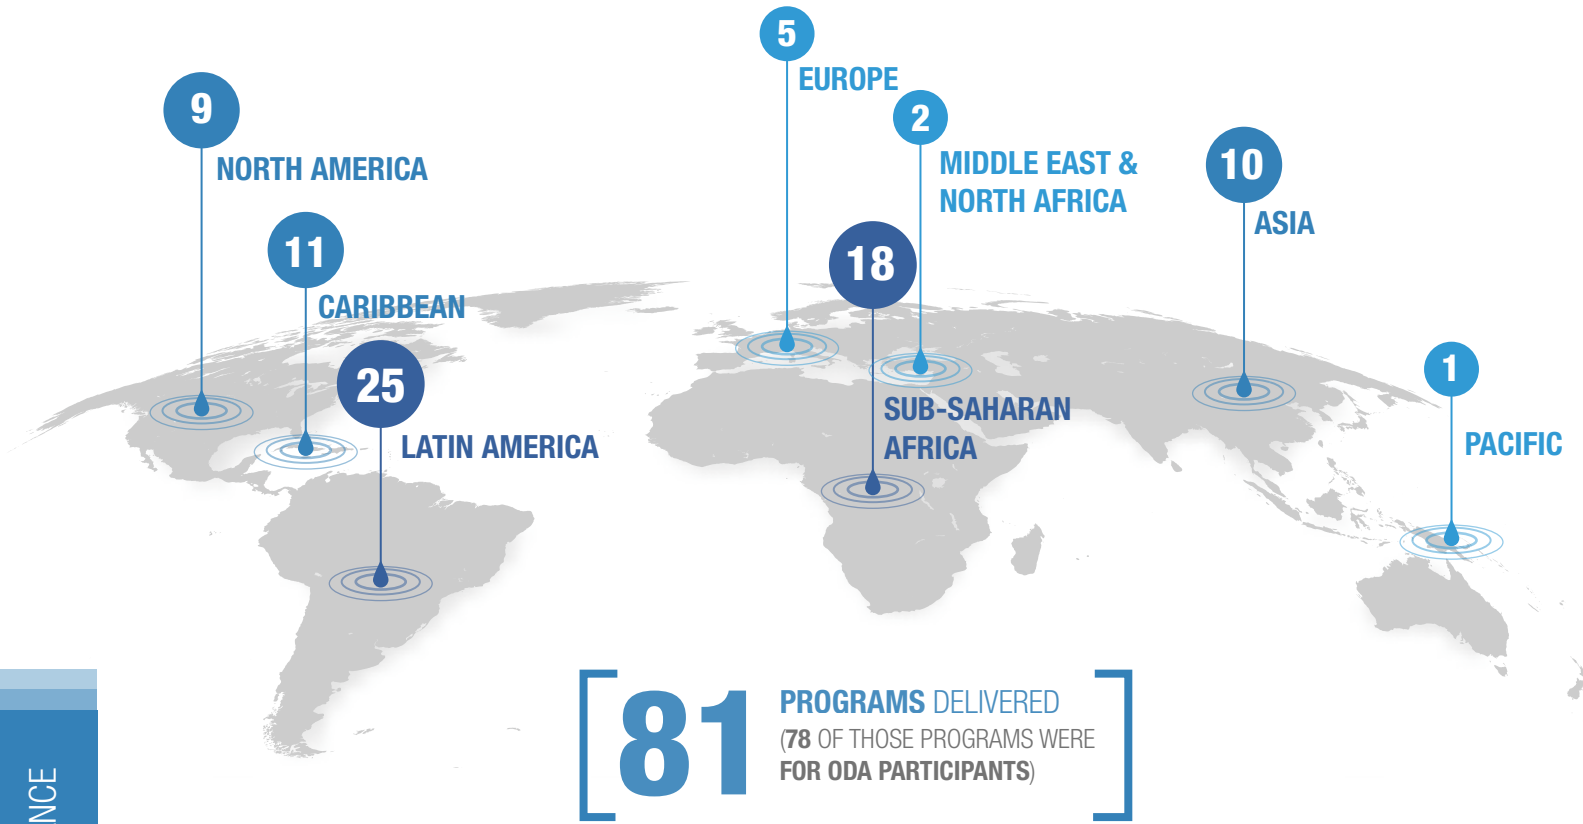 5
EUROPE
9
NORTH AMERICA
2
MIDDLE EAST &
NORTH AFRICA
10
ASIA
11
CARIBBEAN
18
SUB-SAHARAN
AFRICA
25
LATIN AMERICA
1
PACIFIC
81
PROGRAMS DELIVERED
(78 OF THOSE PROGRAMS WERE
FOR ODA PARTICIPANTS)
NCE